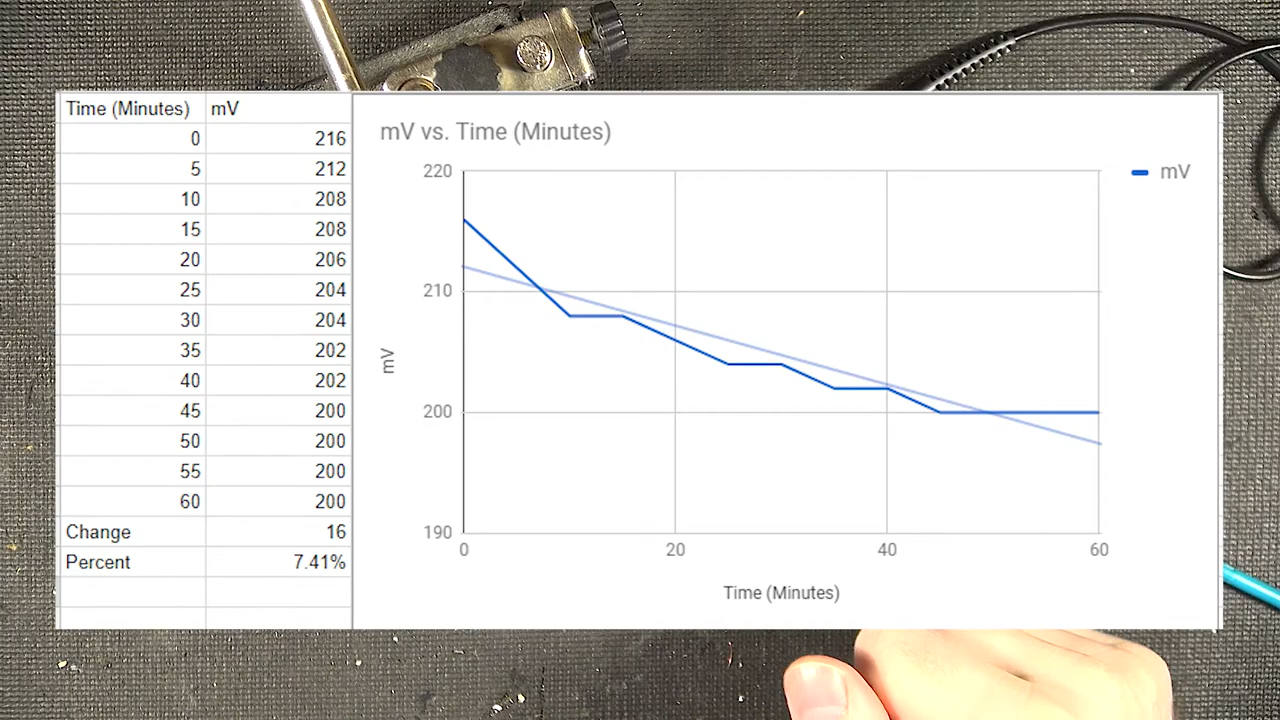 Time (Minutes) mV
0 216
5 212
10 208
15 208
20 206
25 204
30 204
35 202
40 202
45 200
50 200
55 200
60 200
Change 16
Percent 7.41%
mV vs. Time (Minutes)
mV
220
210
200
190
mV
0 20 40 60
Time (Minutes)